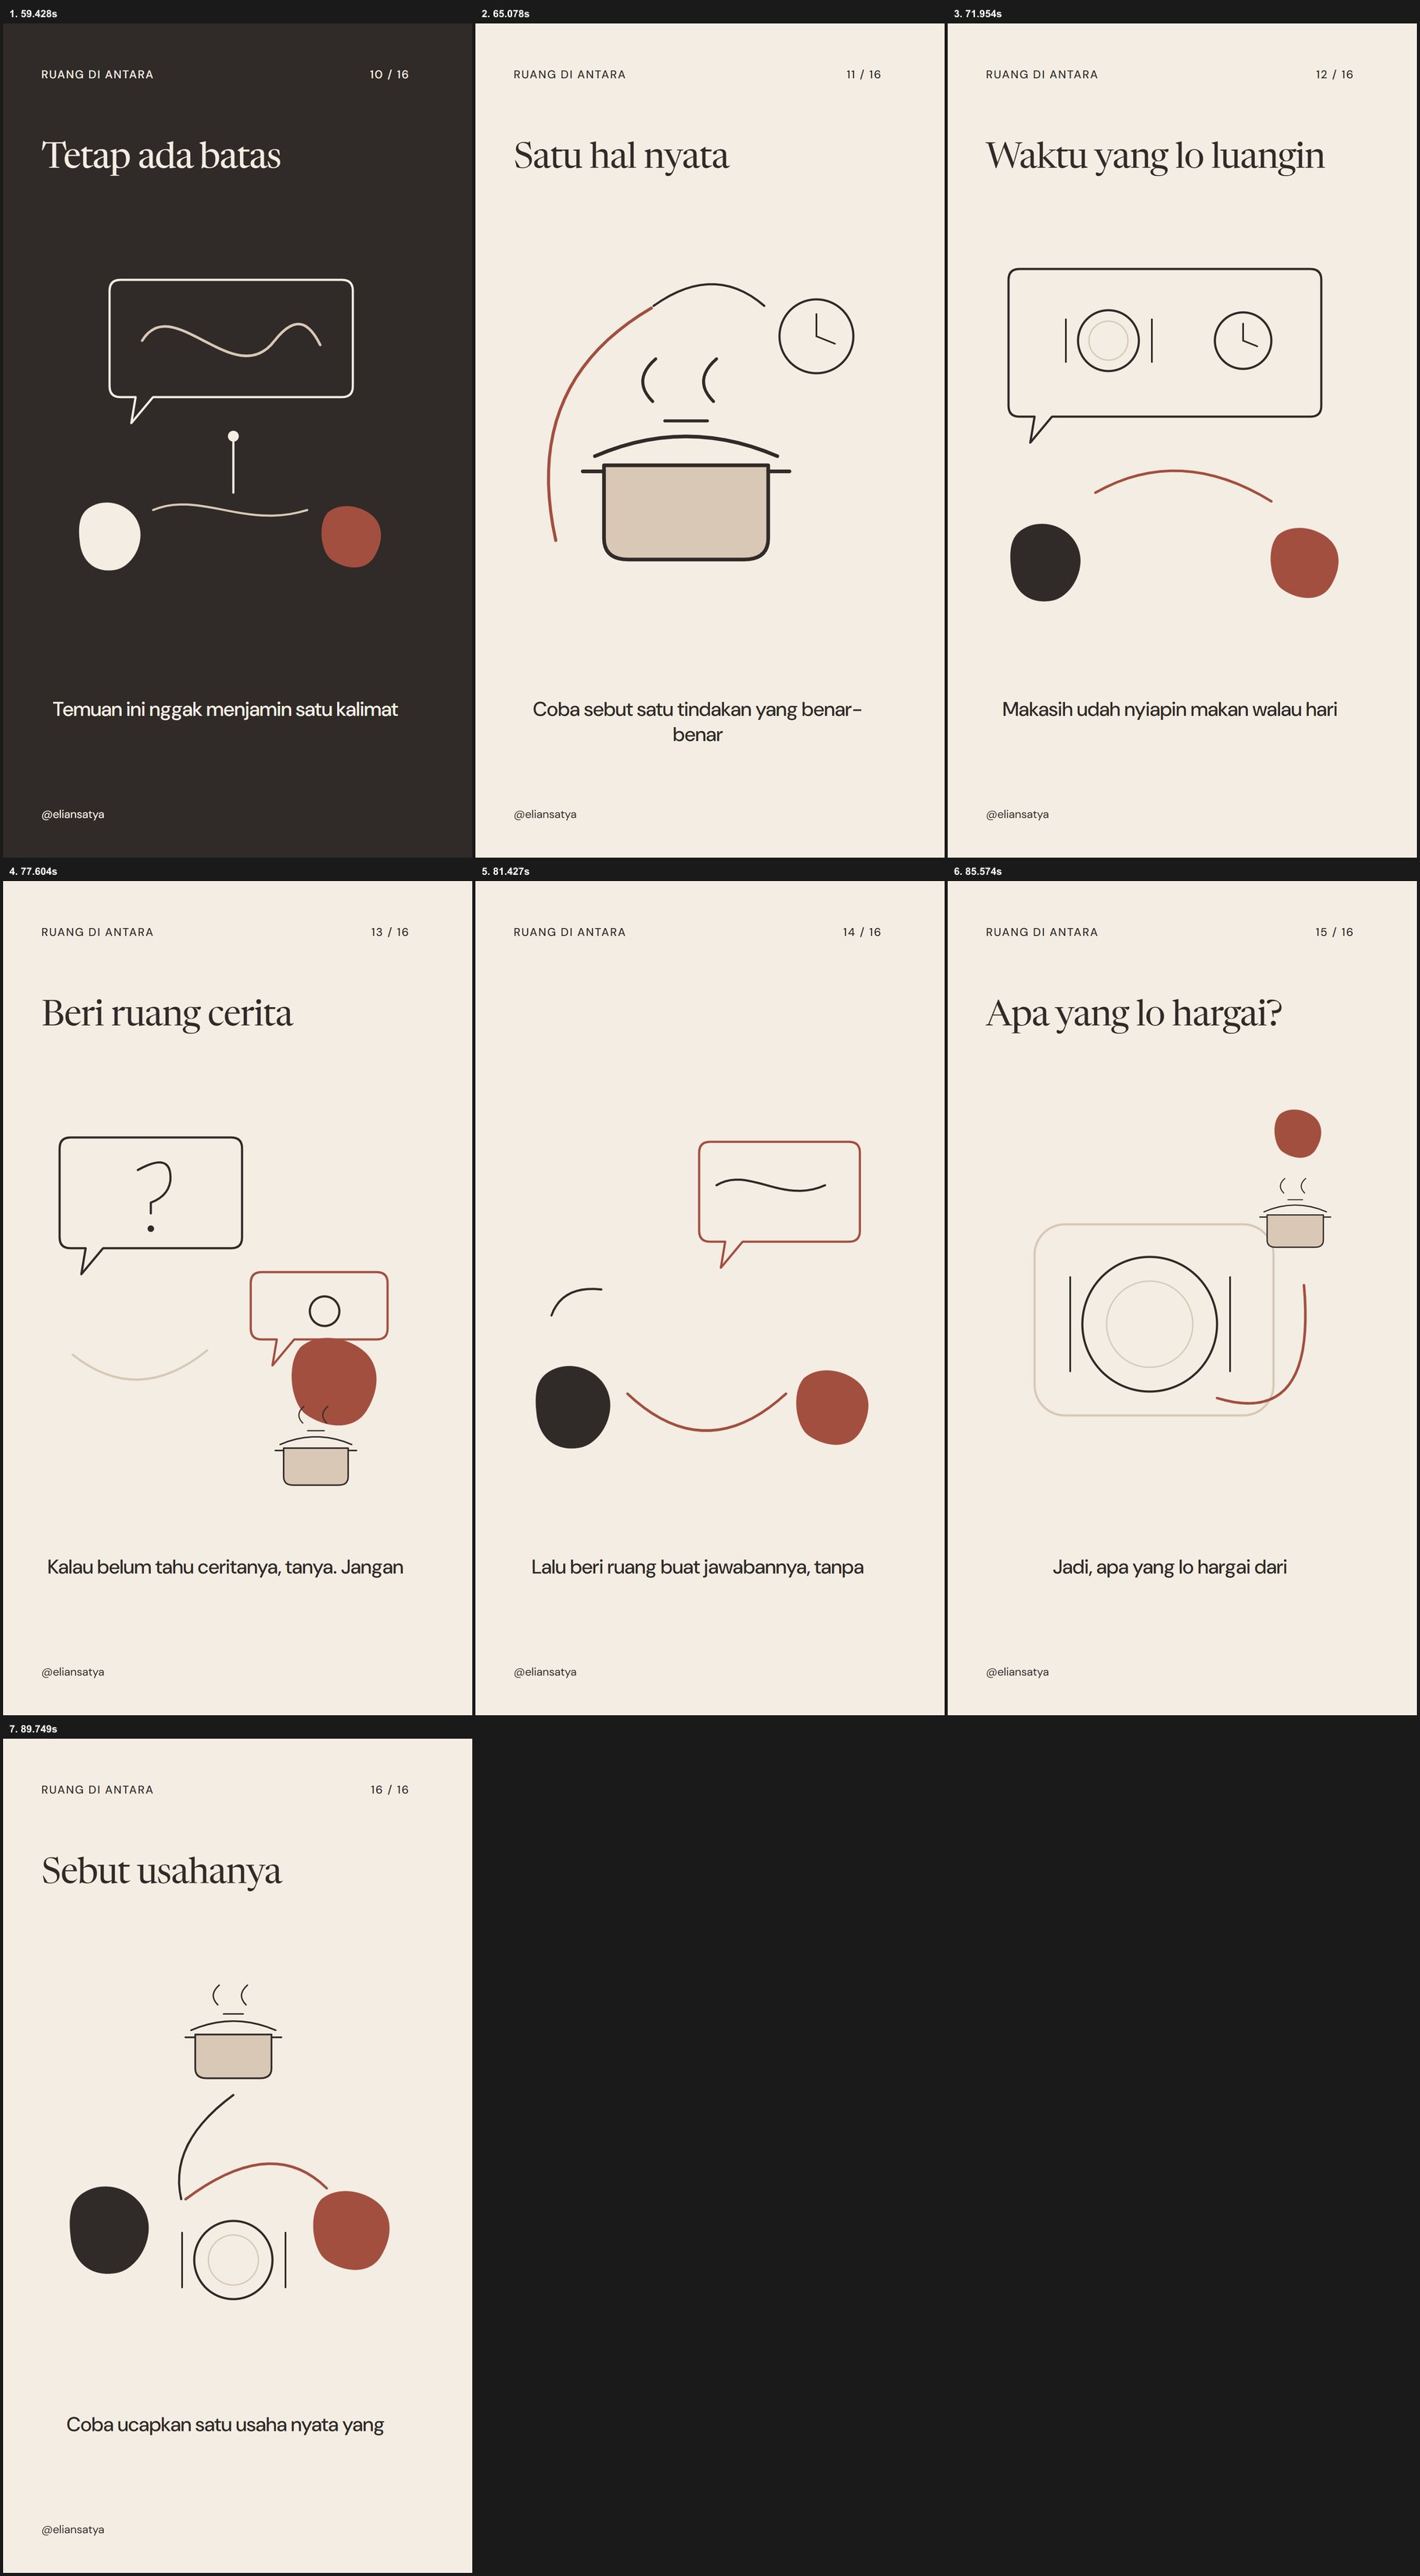 1. 59.428s
RUANG DI ANTARA
10 / 16
Tetap ada batas
Temuan ini nggak menjamin satu kalimat
@eliansatya
2. 65.078s
RUANG DI ANTARA
11 / 16
Satu hal nyata
Coba sebut satu tindakan yang benar-
benar
@eliansatya
3. 71.954s
RUANG DI ANTARA
12 / 16
Waktu yang lo luangin
Makasih udah nyiapin makan walau hari
@eliansatya
4. 77.604s
RUANG DI ANTARA
13 / 16
Beri ruang cerita
?
Kalau belum tahu ceritanya, tanya. Jangan
@eliansatya
5. 81.427s
RUANG DI ANTARA
14 / 16
Lalu beri ruang buat jawabannya, tanpa
@eliansatya
6. 85.574s
RUANG DI ANTARA
15 / 16
Apa yang lo hargai?
Jadi, apa yang lo hargai dari
@eliansatya
7. 89.749s
RUANG DI ANTARA
16 / 16
Sebut usahanya
Coba ucapkan satu usaha nyata yang
@eliansatya